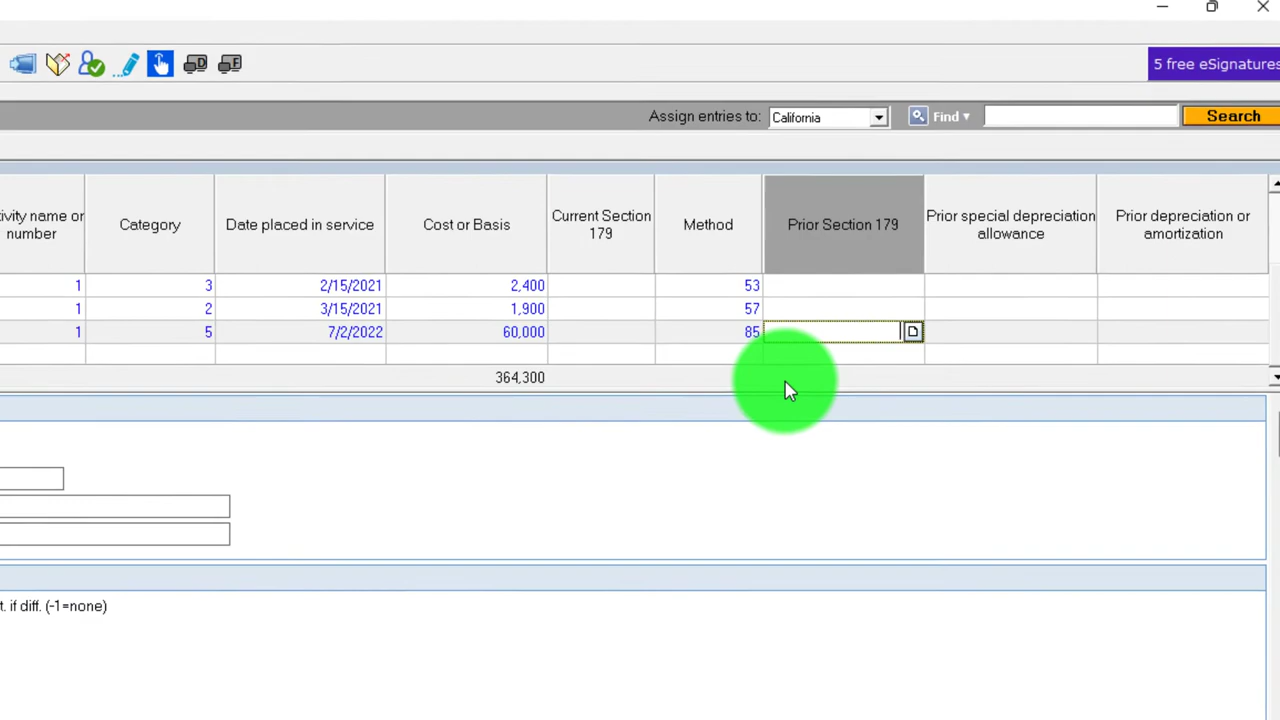 D F
5 free eSignatures
Assign entries to: California Find Search
ivity name or number Category Date placed in service Cost or Basis Current Section 179 Method Prior Section 179 Prior special depreciation allowance Prior depreciation or amortization
1 3 2/15/2021 2,400 53
1 2 3/15/2021 1,900 57
1 5 7/2/2022 60,000 85
364,300
t. if diff. (-1=none)